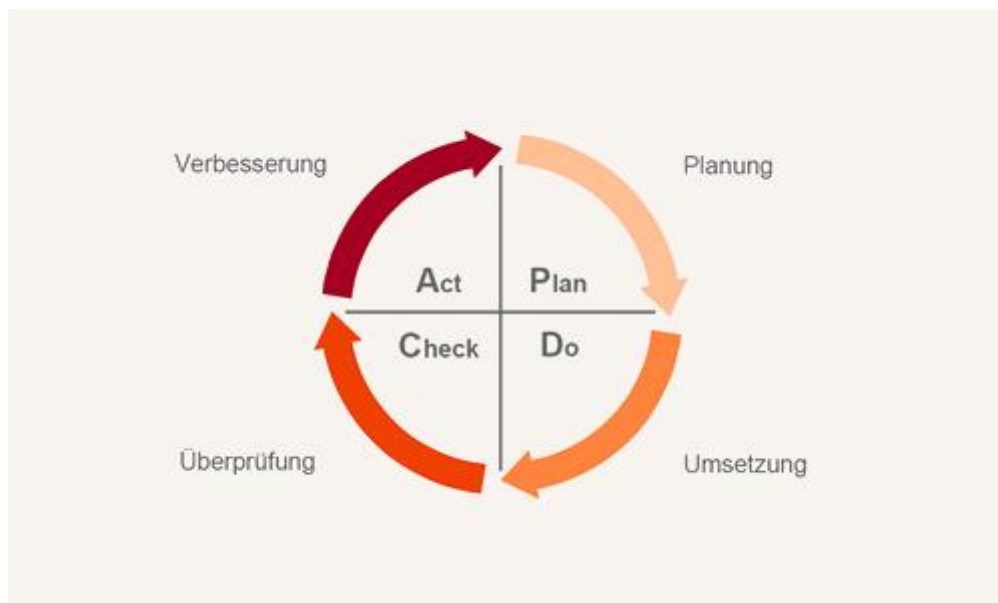 Verbesserung
Planung
Act
Plan
Check
Do
Überprüfung
Umsetzung